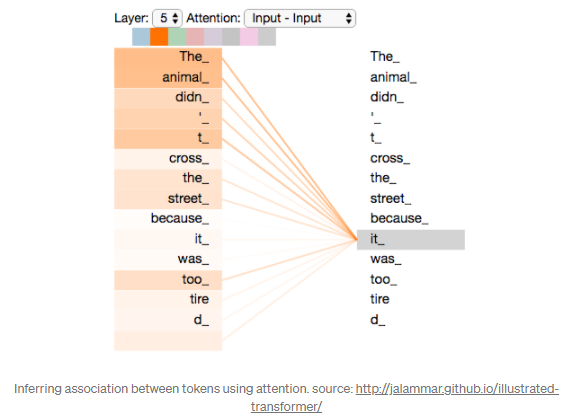 Layer: 5 Attention: Input - Input
The_ The_
animal_ animal_
didn_ didn_
'_ '_
t_ t_
cross_ cross_
the_ the_
street_ street_
because_ because_
it_ it_
was_ was_
too_ too_
tire tire
d_ d_
Inferring association between tokens using attention. source: http://jalammar.github.io/illustrated-
transformer/